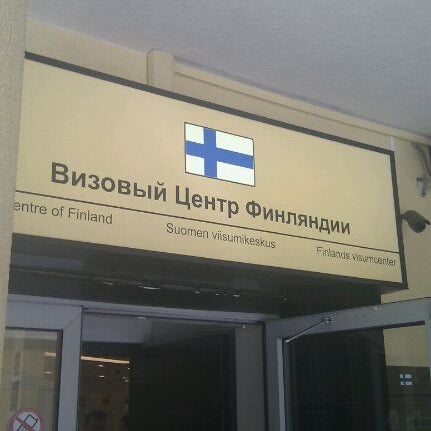 Визовый Центр Финляндии
entre of Finland
Suomen viisumikeskus
Finlands visumcenter